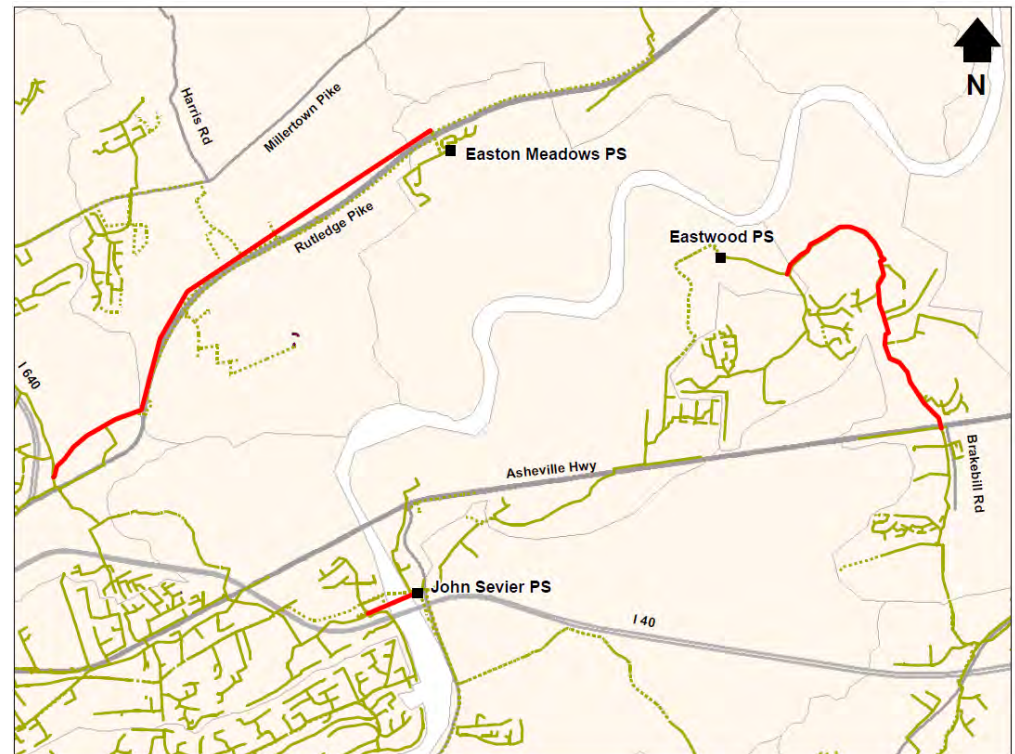 N
Harris Rd
Millertown Pike
Easton Meadows PS
Rutledge Pike
Eastwood PS
I 640
Asheville Hwy
Brakebill Rd
John Sevier PS
I 40